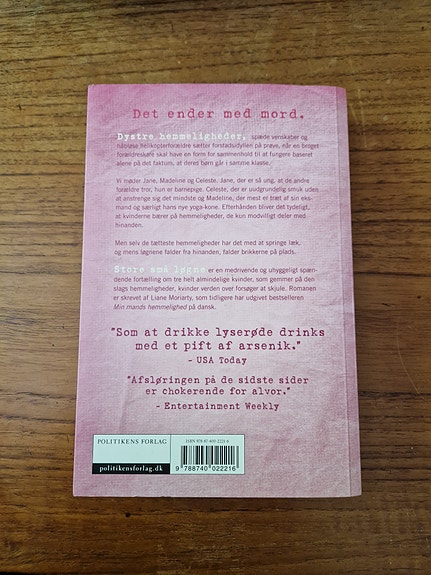 Det ender med mord.
Dystre hemmeligheder, spæde venskaber og
håbløse helikopterforældre sætter forstadsidyllen på prøve, når en broget
forældreskare skal have en form for sammenhold til at fungere baseret
alene på det faktum, at deres børn går i samme klasse.
Vi møder Jane, Madeline og Celeste. Jane, der er så ung, at de andre
forældre tror, hun er barnepige. Celeste, der er uudgrundelig smuk uden
at anstrenge sig det mindste og Madeline, der mest er træt af sin eks-
mand og særligt hans nye yoga-kone. Efterhånden bliver det tydeligt,
at kvinderne bærer på hemmeligheder, de kun modvilligt deler med
hinanden.
Men selv de tætteste hemmeligheder har det med at springe læk,
og mens løgnene falder fra hinanden, falder brikkerne på plads.
Store små løgne er en medrivende og uhyggeligt spæn-
dende fortælling om tre helt almindelige kvinder, som gemmer på den
slags hemmeligheder, kvinder verden over forsøger at skjule. Romanen
er skrevet af Liane Moriarty, som tidligere har udgivet bestselleren
Min mands hemmelighed på dansk.
"Som at drikke lyserøde drinks
med et pift af arsenik."
- USA Today
"Afsløringen på de sidste sider
er chokerende for alvor."
- Entertainment Weekly
POLITIKENS FORLAG
politikensforlag.dk
ISBN 978-87-400-2221-6
9 788740 022216